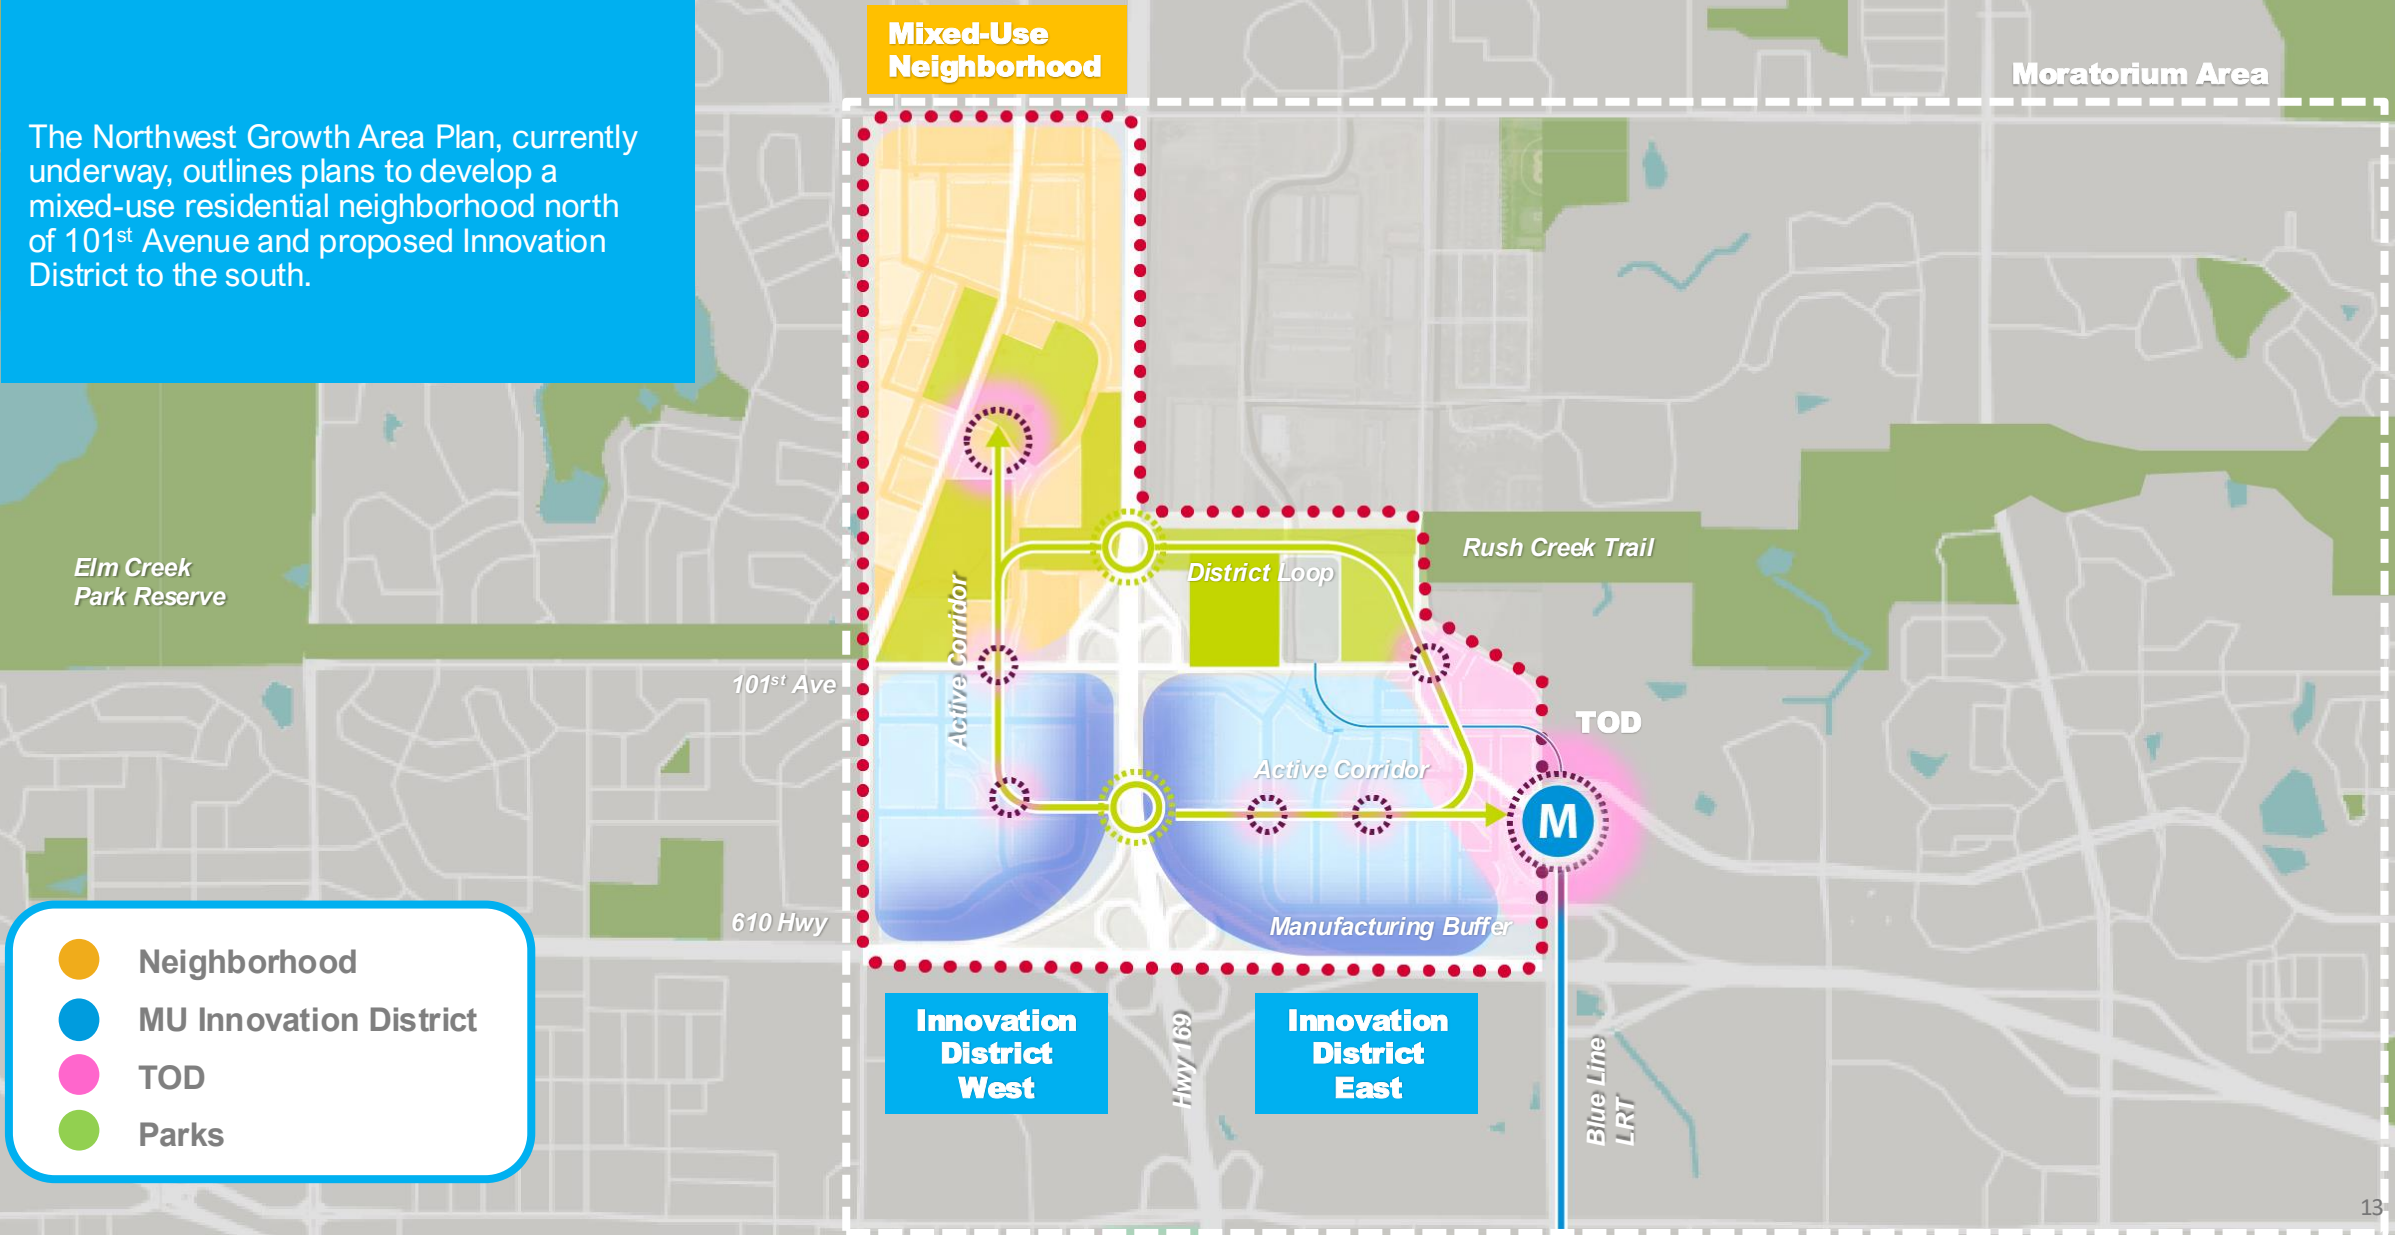 The Northwest Growth Area Plan, currently
underway, outlines plans to develop a
mixed-use residential neighborhood north
of 101st Avenue and proposed Innovation
District to the south.
Mixed-Use
Neighborhood
Moratorium Area
Elm Creek
Park Reserve
Rush Creek Trail
District Loop
Active Corridor
101st Ave
TOD
Active Corridor
M
610 Hwy
Manufacturing Buffer
Neighborhood
MU Innovation District
TOD
Parks
Innovation
District
West
Hwy 169
Innovation
District
East
Blue Line
LRT
13